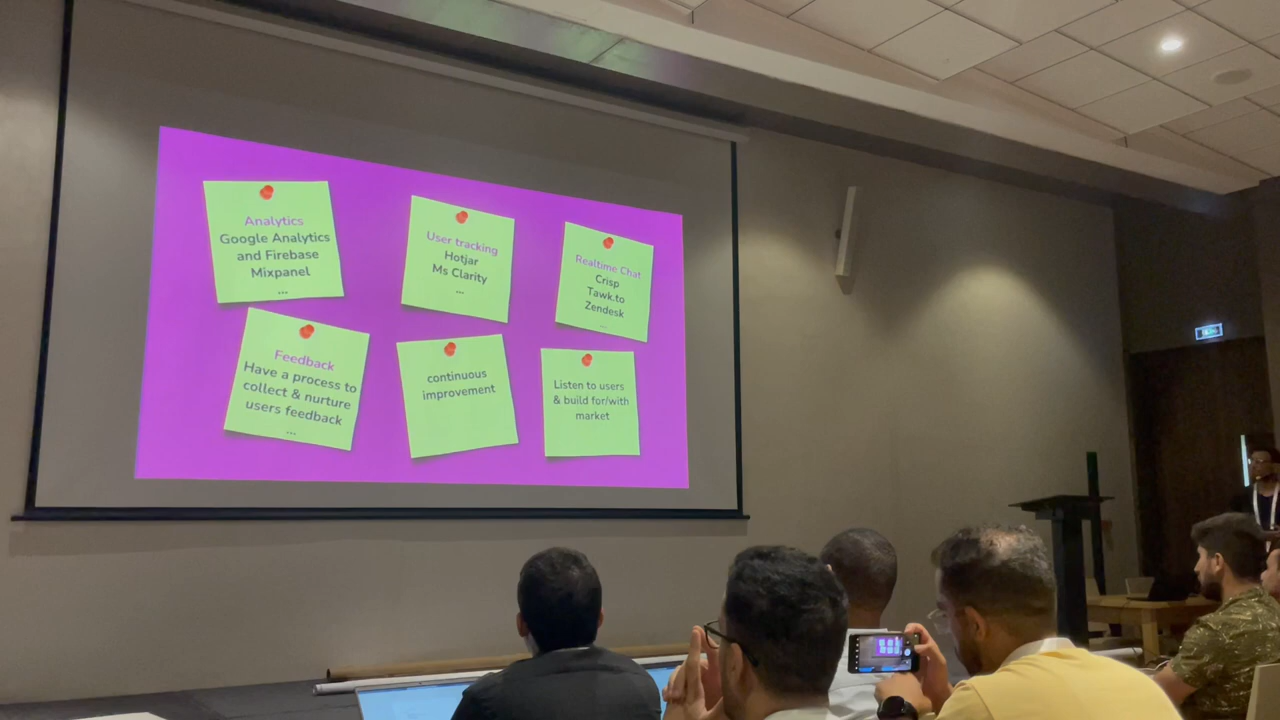 Analytics
Google Analytics
and Firebase
Mixpanel
...
User tracking
Hotjar
Ms Clarity
...
Realtime Chat
Crisp
Tawk.to
Zendesk
...
Feedback
Have a process to
collect & nurture
users feedback
...
continuous
improvement
Listen to users
& build for/with
market